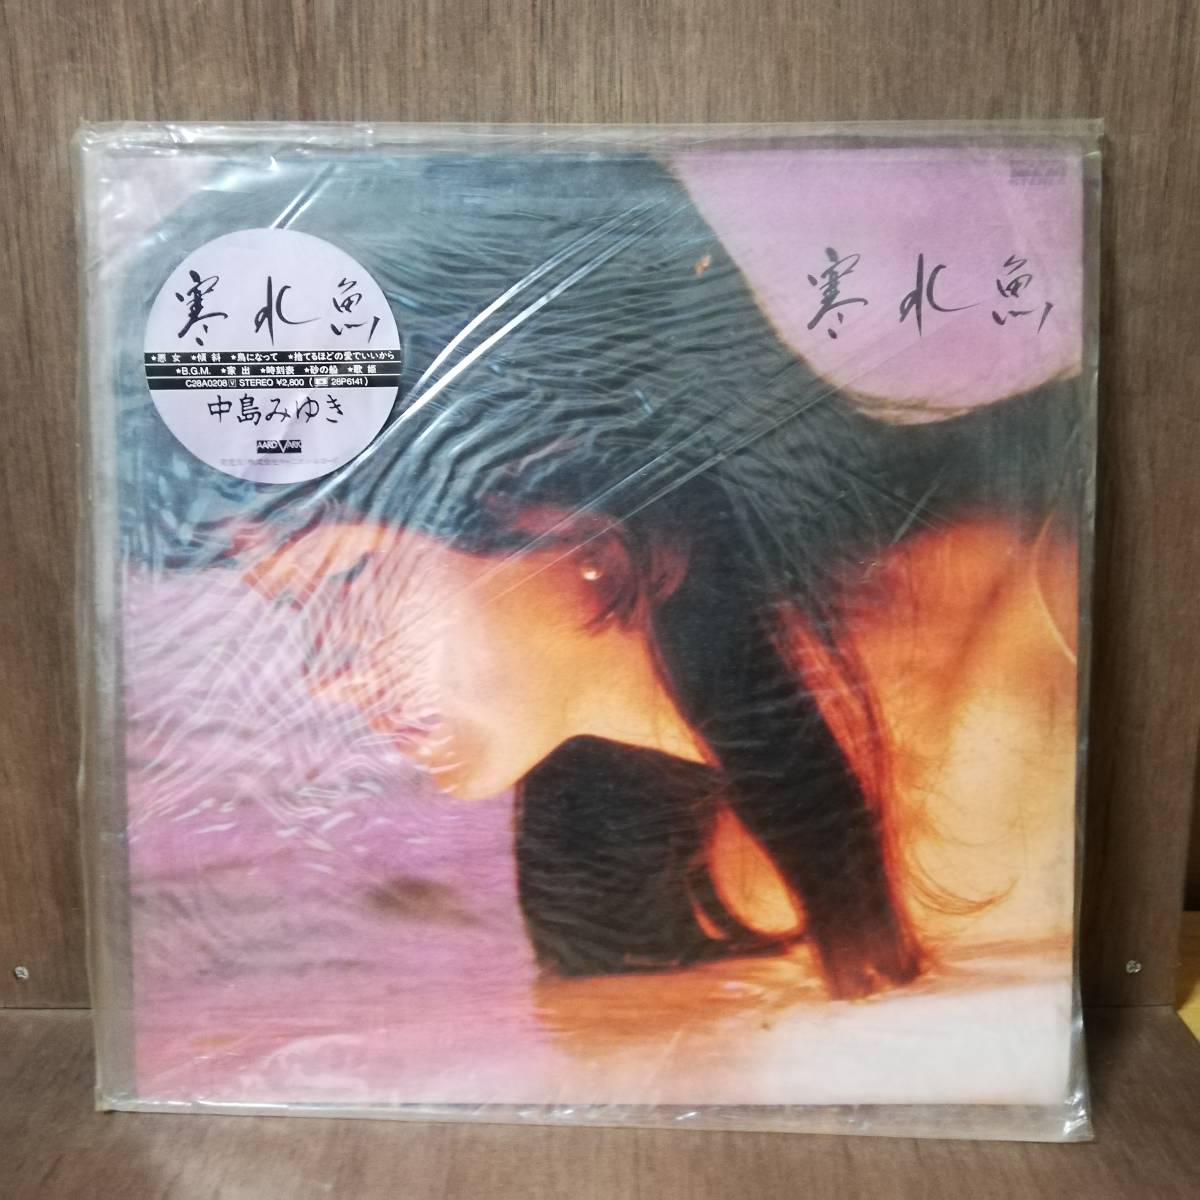 寒水魚
★悪女 ★傾斜 ★鳥になって ★捨てるほどの愛でいいから
★B.G.M. ★家出 ★時刻表 ★砂の船 ★歌姫
C28A0208 V STEREO ¥2,800 ( 28P6141)
中島みゆき
AARD VARK
寒水魚
STEREO